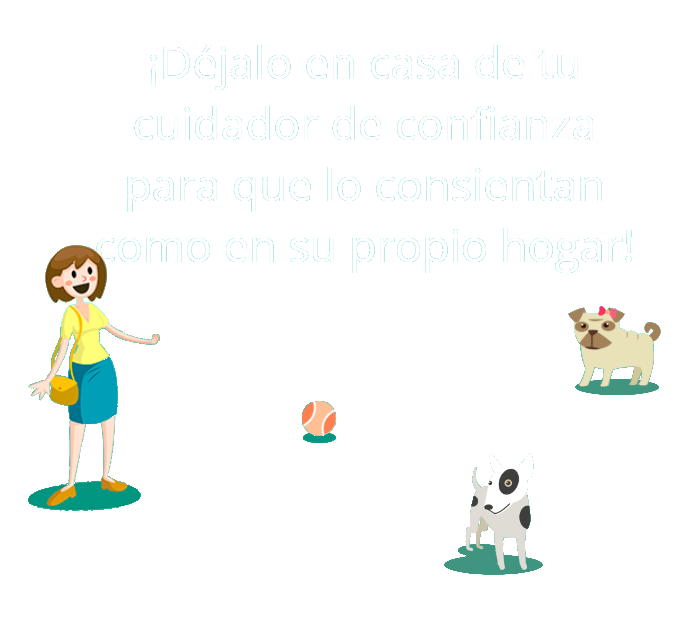 ¡Déjalo en casa de tu
cuidador de confianza
para que lo consientan
como en su propio hogar!